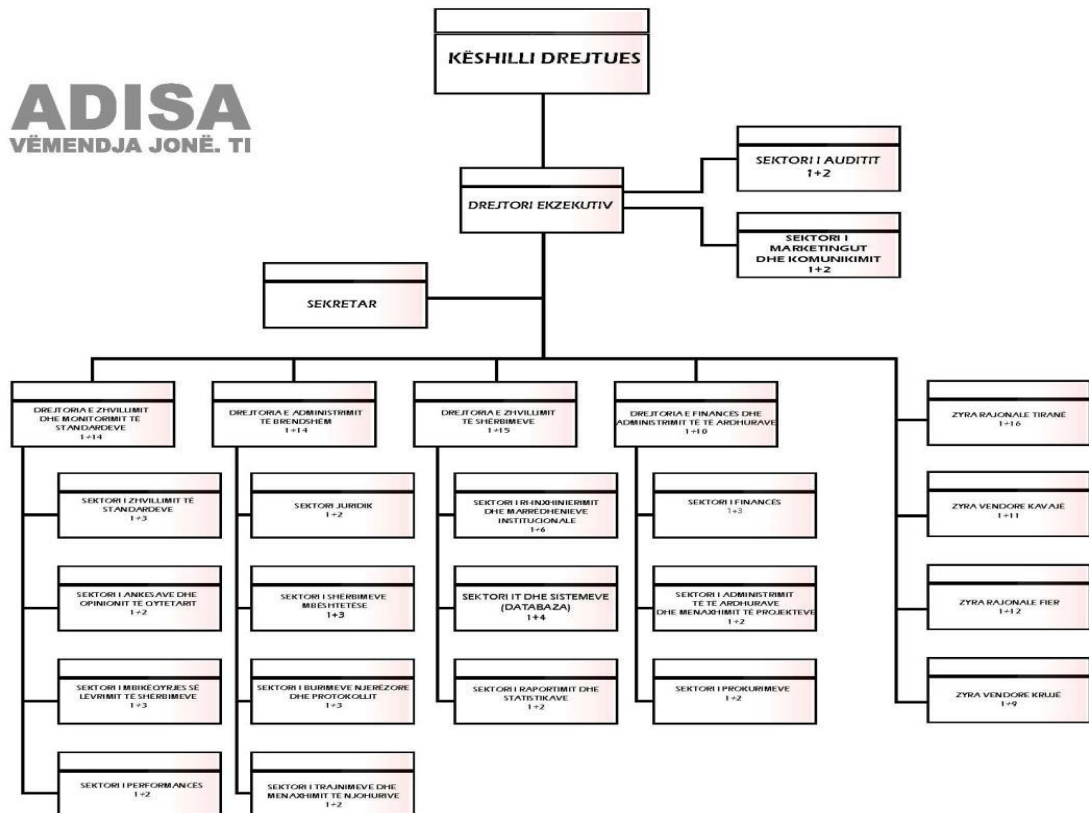 KËSHILLI DREJTUES
ADISA
VËMENDJA JONË. TI
SEKTORI I AUDITIT
1+2
DREJTORI EKZEKUTIV
SEKTORI I
MARKETINGUT
DHE KOMUNIKIMIT
1+2
SEKRETAR
DREJTORIA E ZHVILLIMIT
DHE MONITORIMIT TË
STANDARDEVE
1+14
DREJTORIA E ADMINISTRIMIT
TË BRENDSHËM
1+14
DREJTORIA E ZHVILLIMIT
TË SHËRBIMEVE
1+15
DREJTORIA E FINANCËS DHE
ADMINISTRIMIT TË TË ARDHURAVE
1+10
ZYRA RAJONALE TIRANË
1+16
SEKTORI I ZHVILLIMIT TË
STANDARDEVE
1+3
SEKTORI JURIDIK
1+2
SEKTORI I RI-INXHINIERIMIT
DHE MARRËDHËNIEVE
INSTITUCIONALE
1+6
SEKTORI I FINANCËS
1+3
ZYRA VENDORE KAVAJË
1+11
SEKTORI I ANKESAVE DHE
OPINIONIT TË QYTETARIT
1+2
SEKTORI I SHËRBIMEVE
MBËSHTETËSE
1+3
SEKTORI IT DHE SISTEMEVE
(DATABAZA)
1+4
SEKTORI I ADMINISTRIMIT
TË TË ARDHURAVE
DHE MENAXHIMIT TË PROJEKTEVE
1+2
ZYRA RAJONALE FIER
1+12
SEKTORI I MBIKËQYRJES SË
LËVRIMIT TË SHËRBIMEVE
1+3
SEKTORI I BURIMEVE NJERËZORE
DHE PROTOKOLLIT
1+3
SEKTORI I RAPORTIMIT DHE
STATISTIKAVE
1+2
SEKTORI I PROKURIMEVE
1+2
ZYRA VENDORE KRUJË
1+9
SEKTORI I PERFORMANCËS
1+2
SEKTORI I TRAJNIMEVE DHE
MENAXHIMIT TË NJOHURIVE
1+2